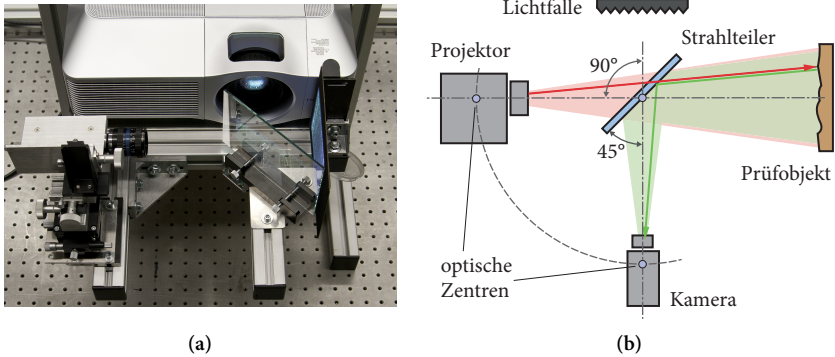 Lichtfalle
Projektor
Strahlteiler
90°
45°
Prüfobjekt
optische
Zentren
Kamera
(a)
(b)